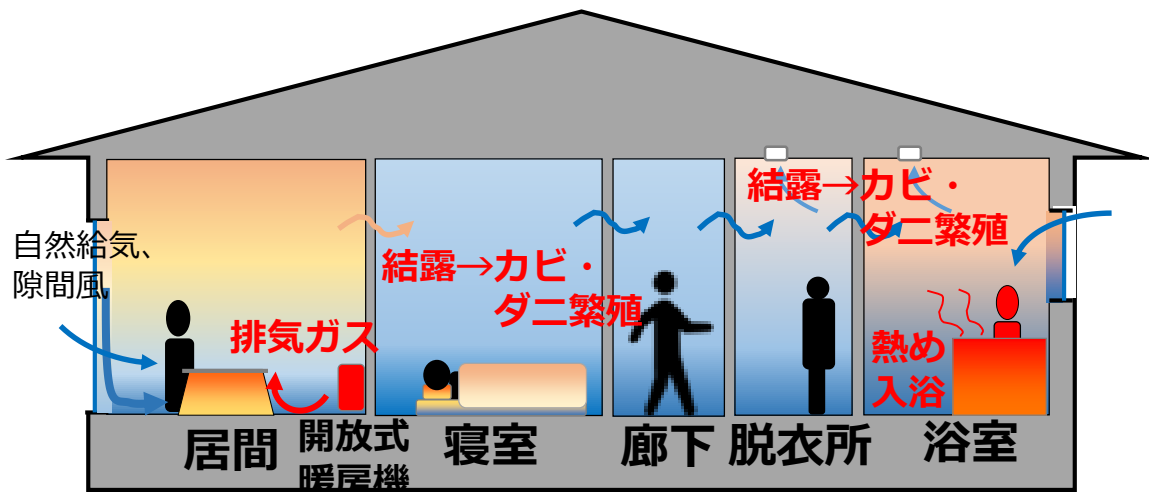 自然給気、
隙間風
排気ガス
結露→カビ・
ダニ繁殖
結露→カビ・
ダニ繁殖
熱め
入浴
居間
開放式
暖房機
寝室
廊下
脱衣所
浴室